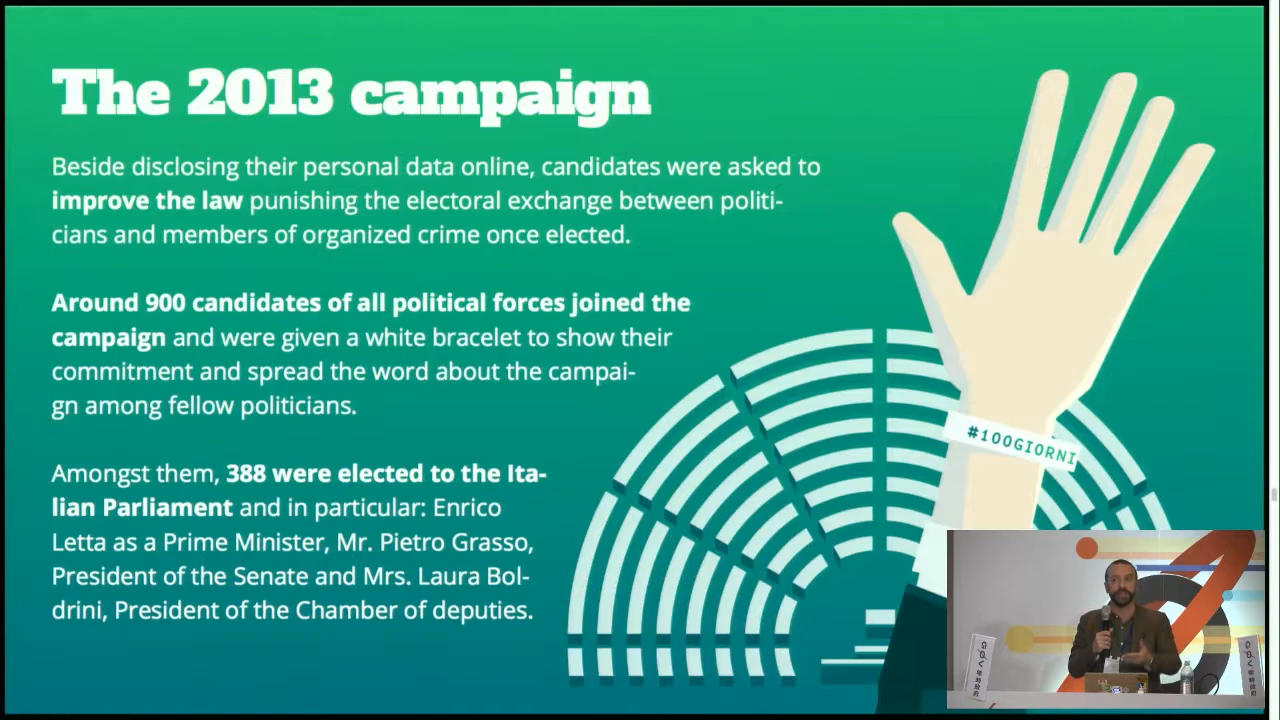 The 2013 campaign
Beside disclosing their personal data online, candidates were asked to
improve the law punishing the electoral exchange between politi-
cians and members of organized crime once elected.
Around 900 candidates of all political forces joined the
campaign and were given a white bracelet to show their
commitment and spread the word about the campai-
gn among fellow politicians.
Amongst them, 388 were elected to the Ita-
lian Parliament and in particular: Enrico
Letta as a Prime Minister, Mr. Pietro Grasso,
President of the Senate and Mrs. Laura Bol-
drini, President of the Chamber of deputies.
#100GIORNI